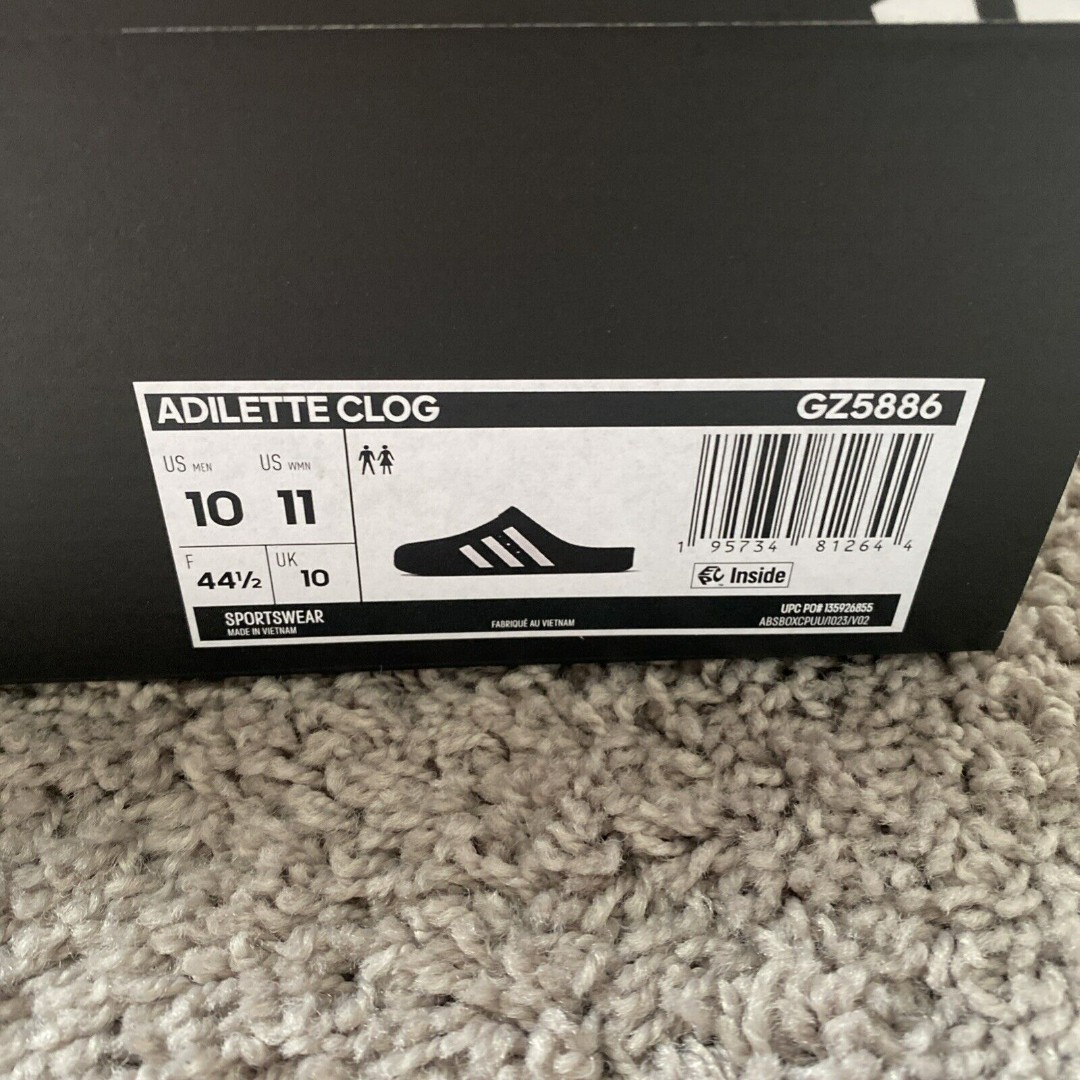 ADILETTE CLOG GZ5886
US MEN US WMN
10 11
F 44½ UK 10
1 95734 81264 4
Inside
SPORTSWEAR
MADE IN VIETNAM
FABRIQUÉ AU VIETNAM
UPC PO# 135926855
ABSBOXCPUU/1023/V02